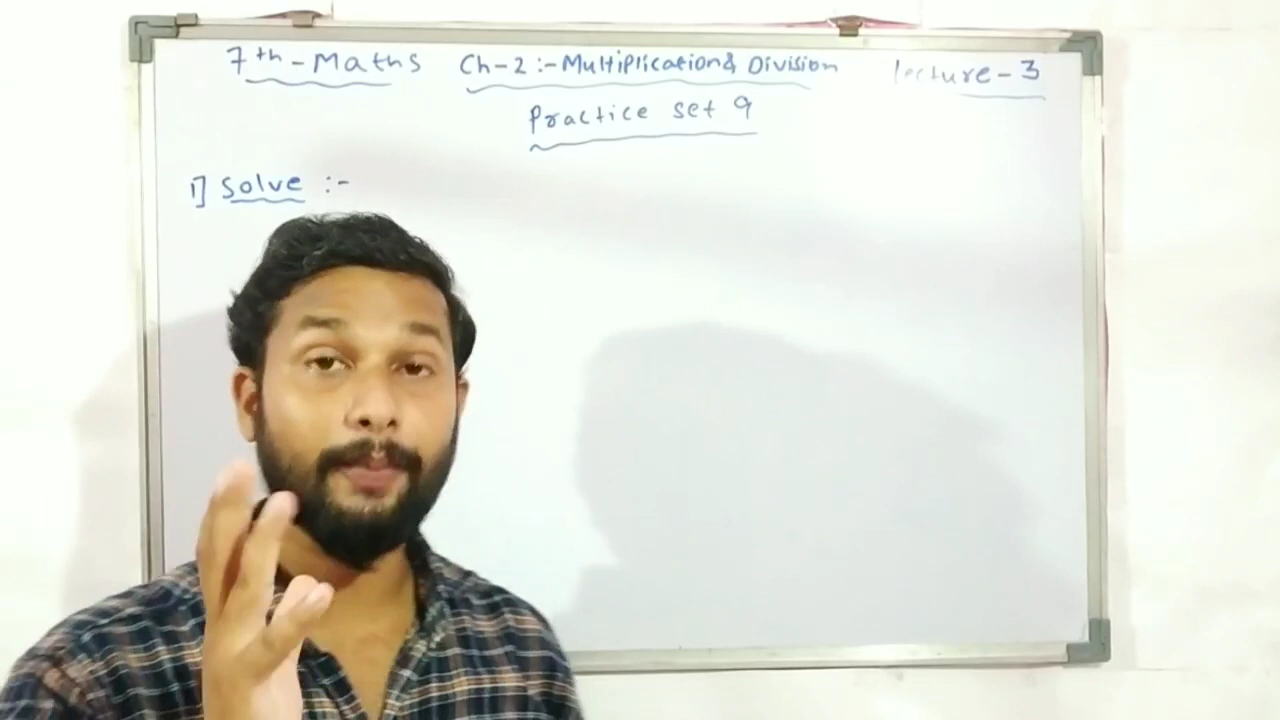 7th - Maths Ch-2 :- Multiplication & Division lecture - 3
Practice set 9
1] Solve :-